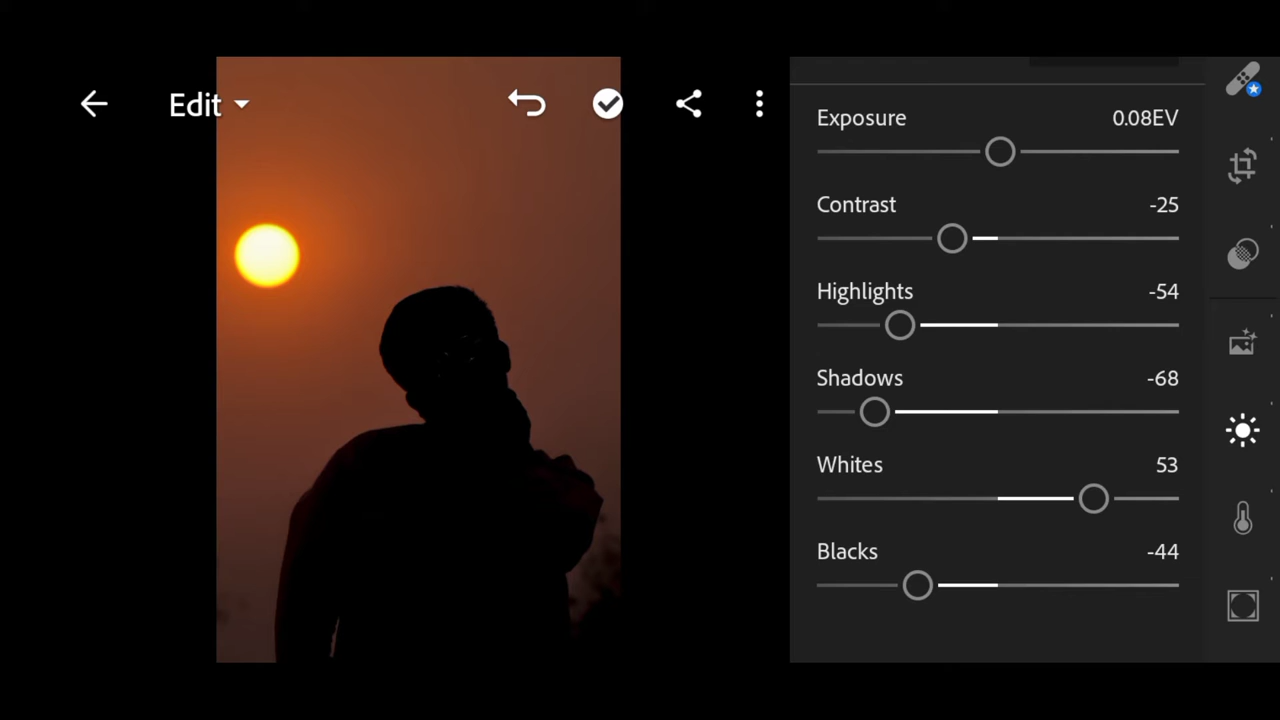 Edit
Exposure 0.08EV
Contrast -25
Highlights -54
Shadows -68
Whites 53
Blacks -44